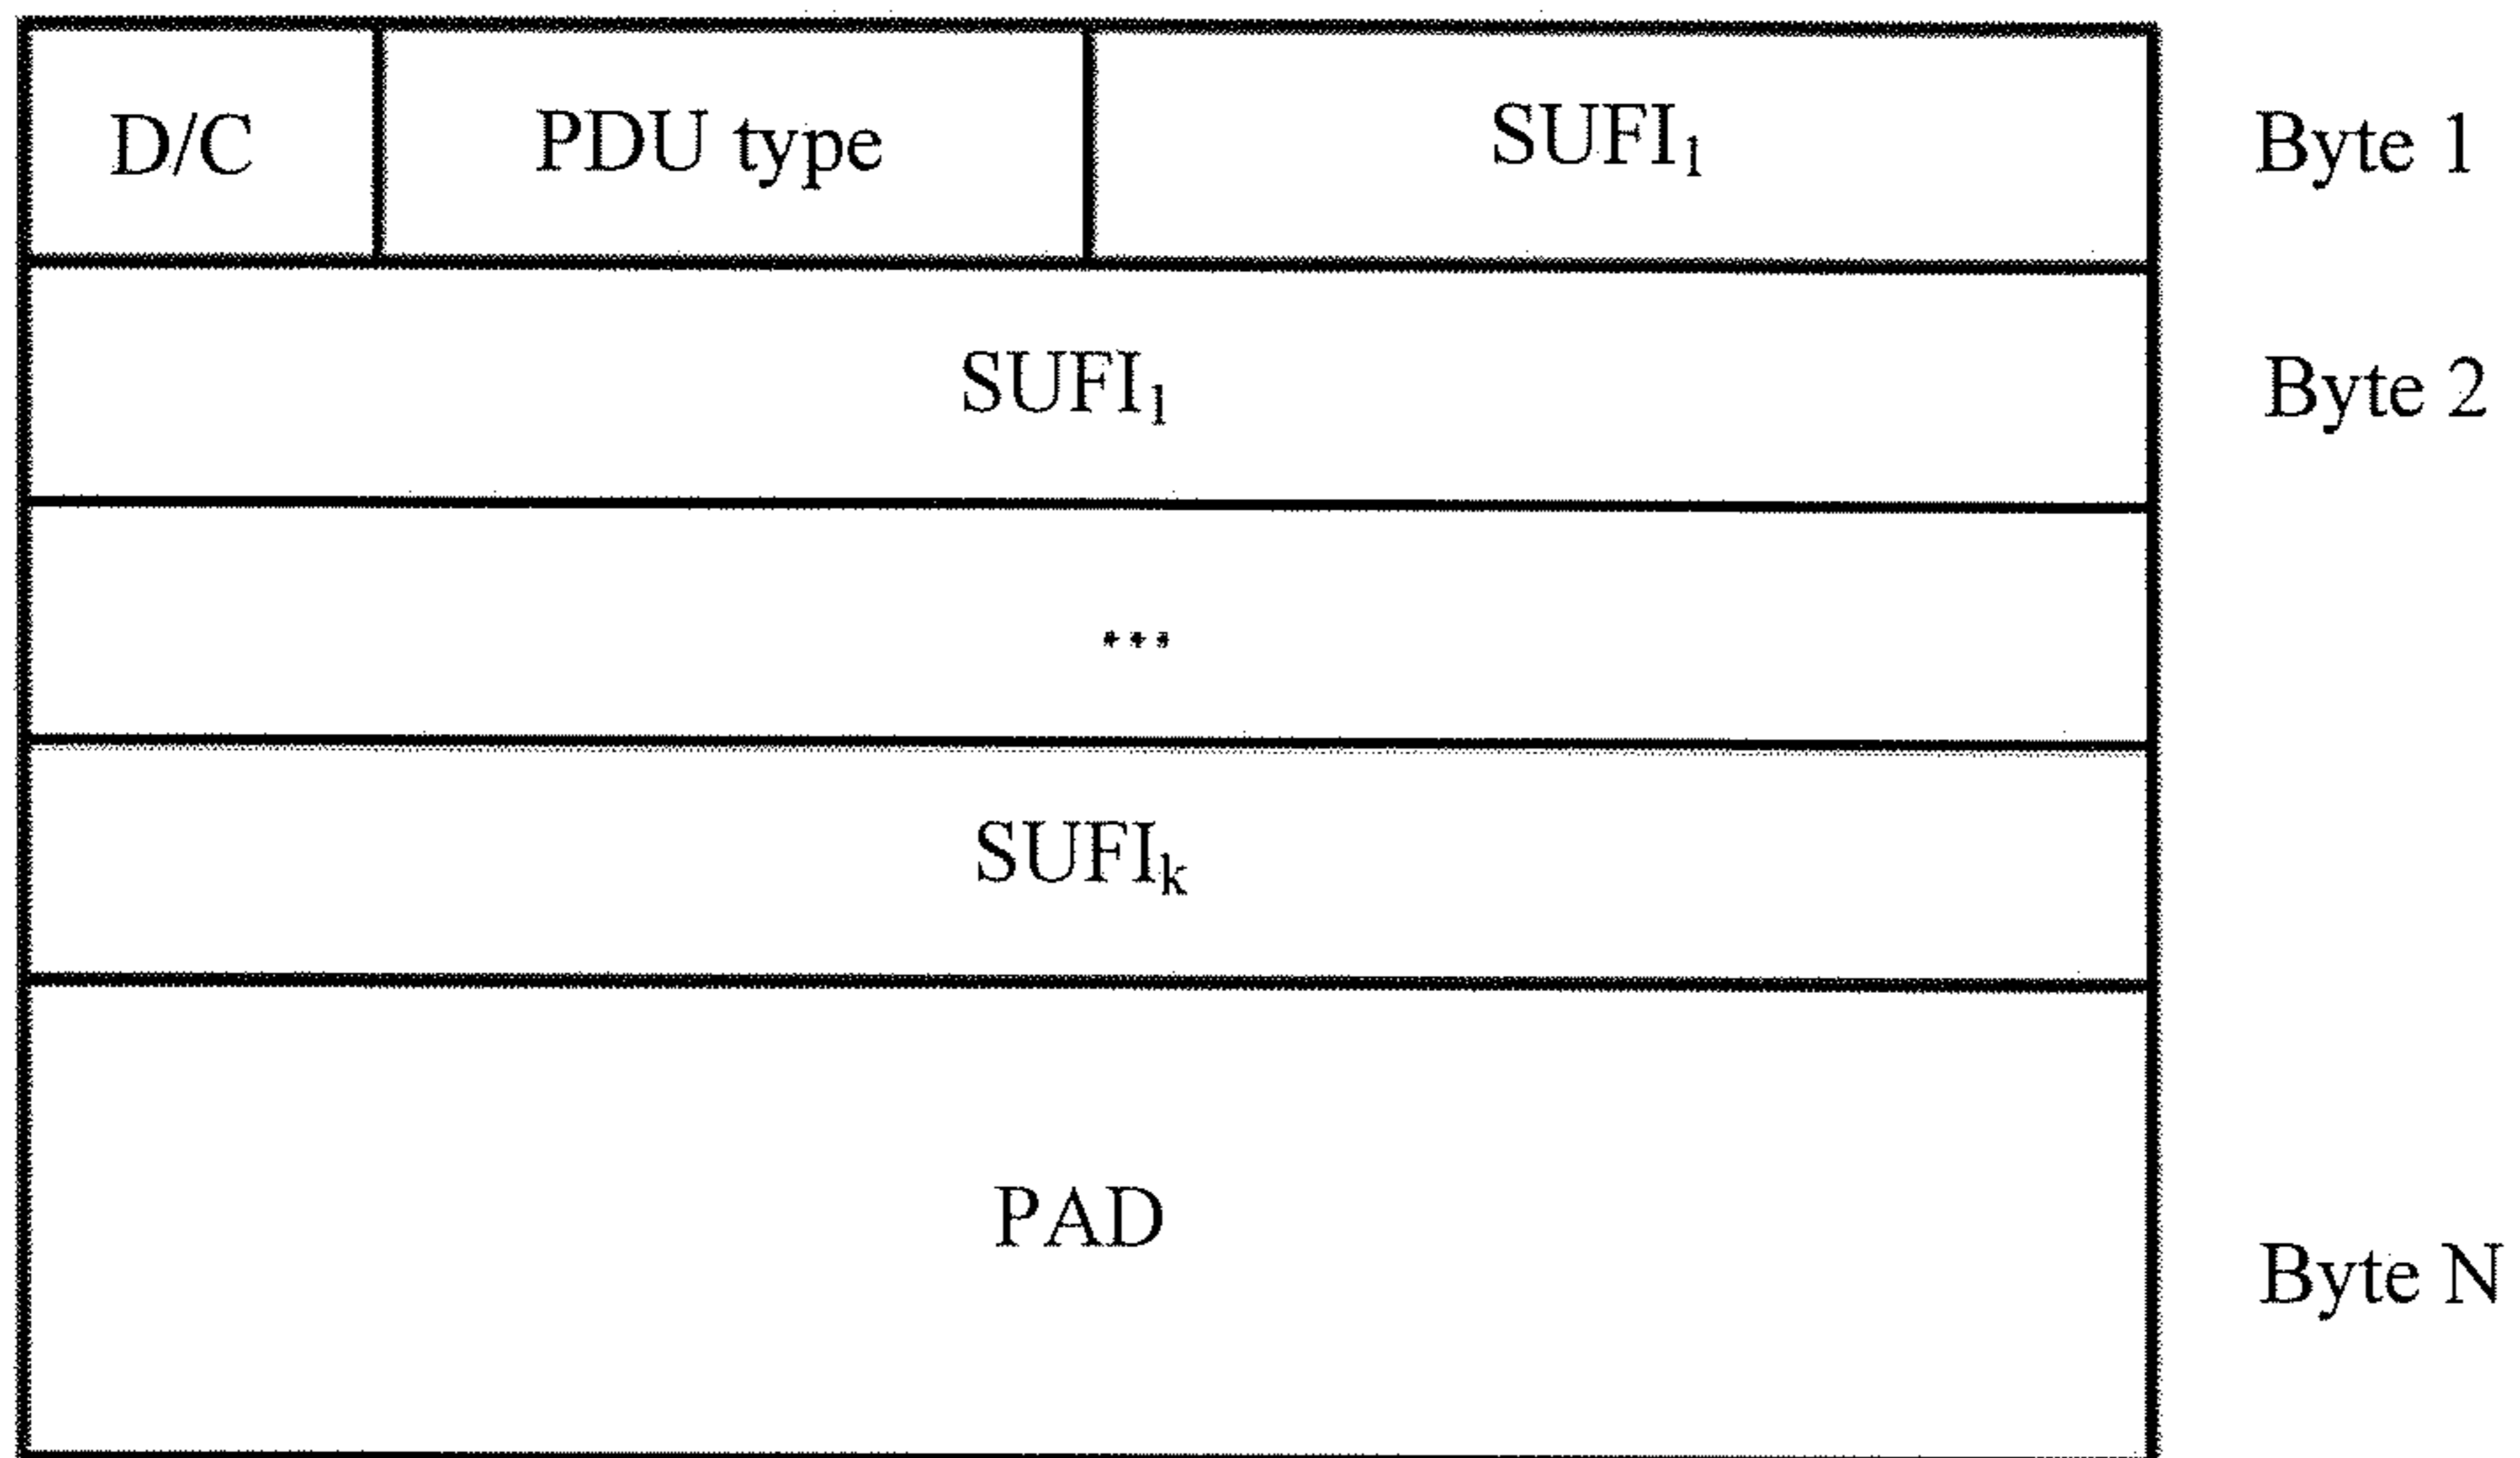 D/C PDU type SUFI₁ Byte 1
SUFI₁ Byte 2
...
SUFIₖ
PAD
Byte N